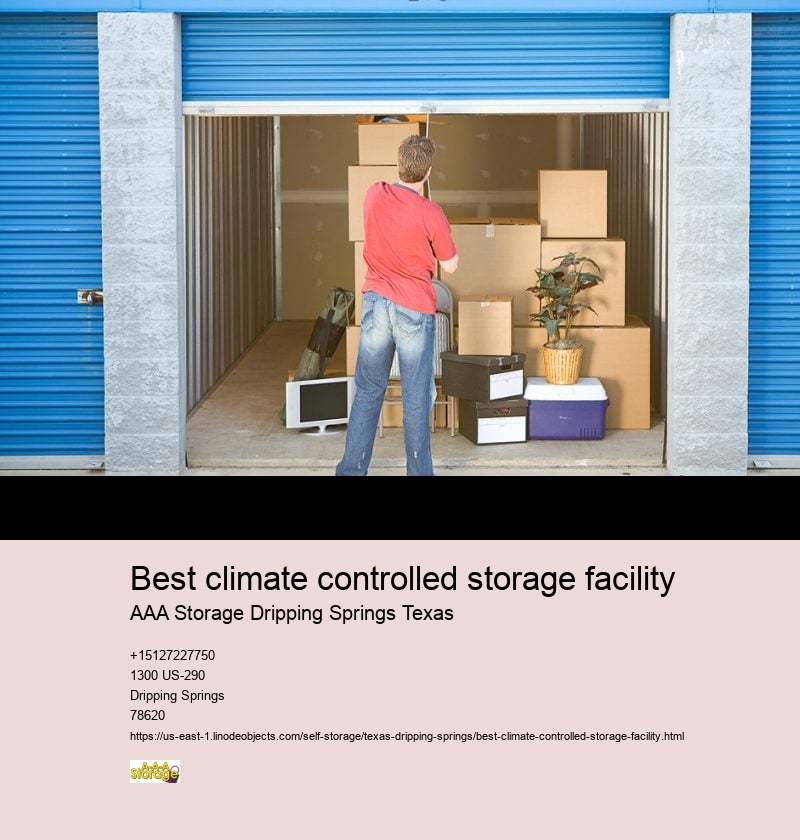 Best climate controlled storage facility
AAA Storage Dripping Springs Texas
+15127227750
1300 US-290
Dripping Springs
78620
https://us-east-1.linodeobjects.com/self-storage/texas-dripping-springs/best-climate-controlled-storage-facility.html
AAA
Storage